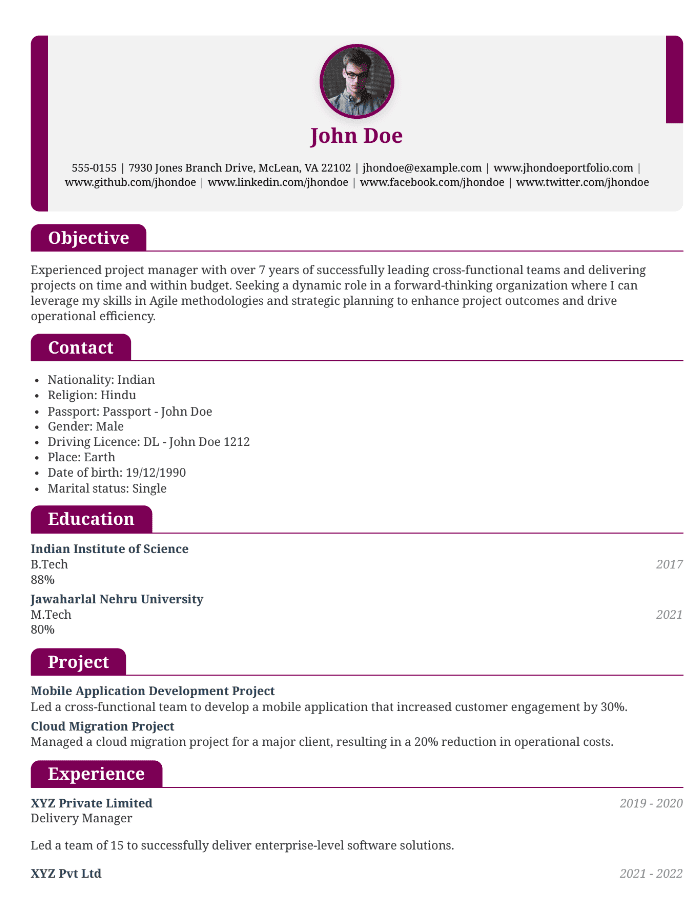 John Doe
555-0155 | 7930 Jones Branch Drive, McLean, VA 22102 | jhondoe@example.com | www.jhondoeportfolio.com |
www.github.com/jhondoe | www.linkedin.com/jhondoe | www.facebook.com/jhondoe | www.twitter.com/jhondoe
Objective
Experienced project manager with over 7 years of successfully leading cross-functional teams and delivering
projects on time and within budget. Seeking a dynamic role in a forward-thinking organization where I can
leverage my skills in Agile methodologies and strategic planning to enhance project outcomes and drive
operational efficiency.
Contact
• Nationality: Indian
• Religion: Hindu
• Passport: Passport - John Doe
• Gender: Male
• Driving Licence: DL - John Doe 1212
• Place: Earth
• Date of birth: 19/12/1990
• Marital status: Single
Education
Indian Institute of Science
B.Tech 2017
88%
Jawaharlal Nehru University
M.Tech 2021
80%
Project
Mobile Application Development Project
Led a cross-functional team to develop a mobile application that increased customer engagement by 30%.
Cloud Migration Project
Managed a cloud migration project for a major client, resulting in a 20% reduction in operational costs.
Experience
XYZ Private Limited 2019 - 2020
Delivery Manager
Led a team of 15 to successfully deliver enterprise-level software solutions.
XYZ Pvt Ltd 2021 - 2022